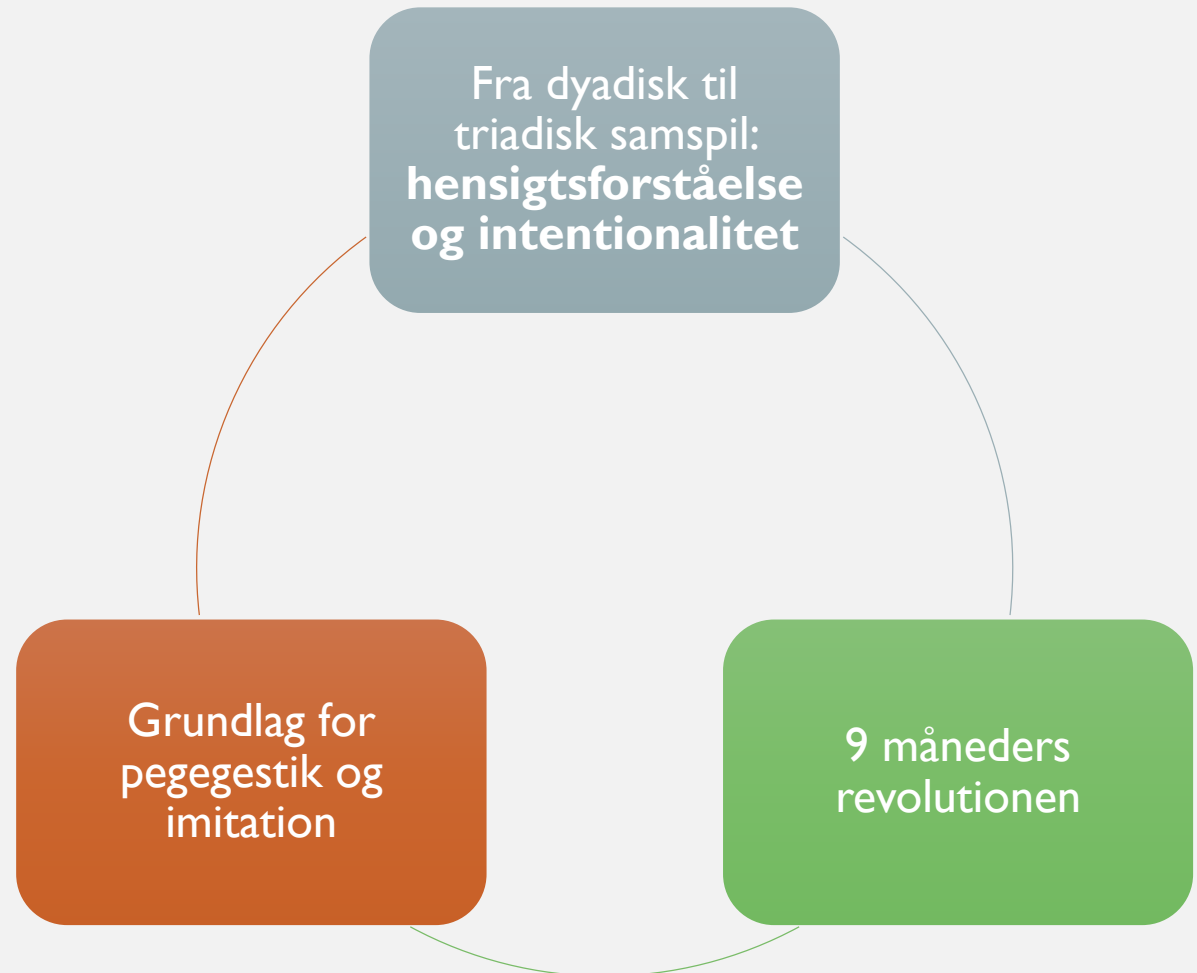 Fra dyadisk til
triadisk samspil:
hensigtsforståelse
og intentionalitet
Grundlag for
pegegestik og
imitation
9 måneders
revolutionen